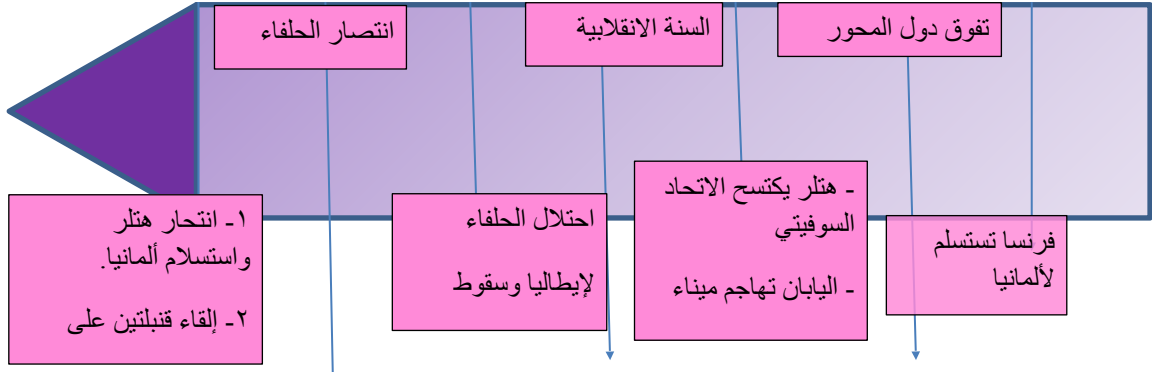 تفوق دول المحور
السنة الانقلابية
انتصار الحلفاء
فرنسا تستسلم
لألمانيا
- هتلر يكتسح الاتحاد
السوفيتي
- اليابان تهاجم ميناء
احتلال الحلفاء
لإيطاليا وسقوط
١- انتحار هتلر
واستسلام ألمانيا.
٢- إلقاء قنبلتين على